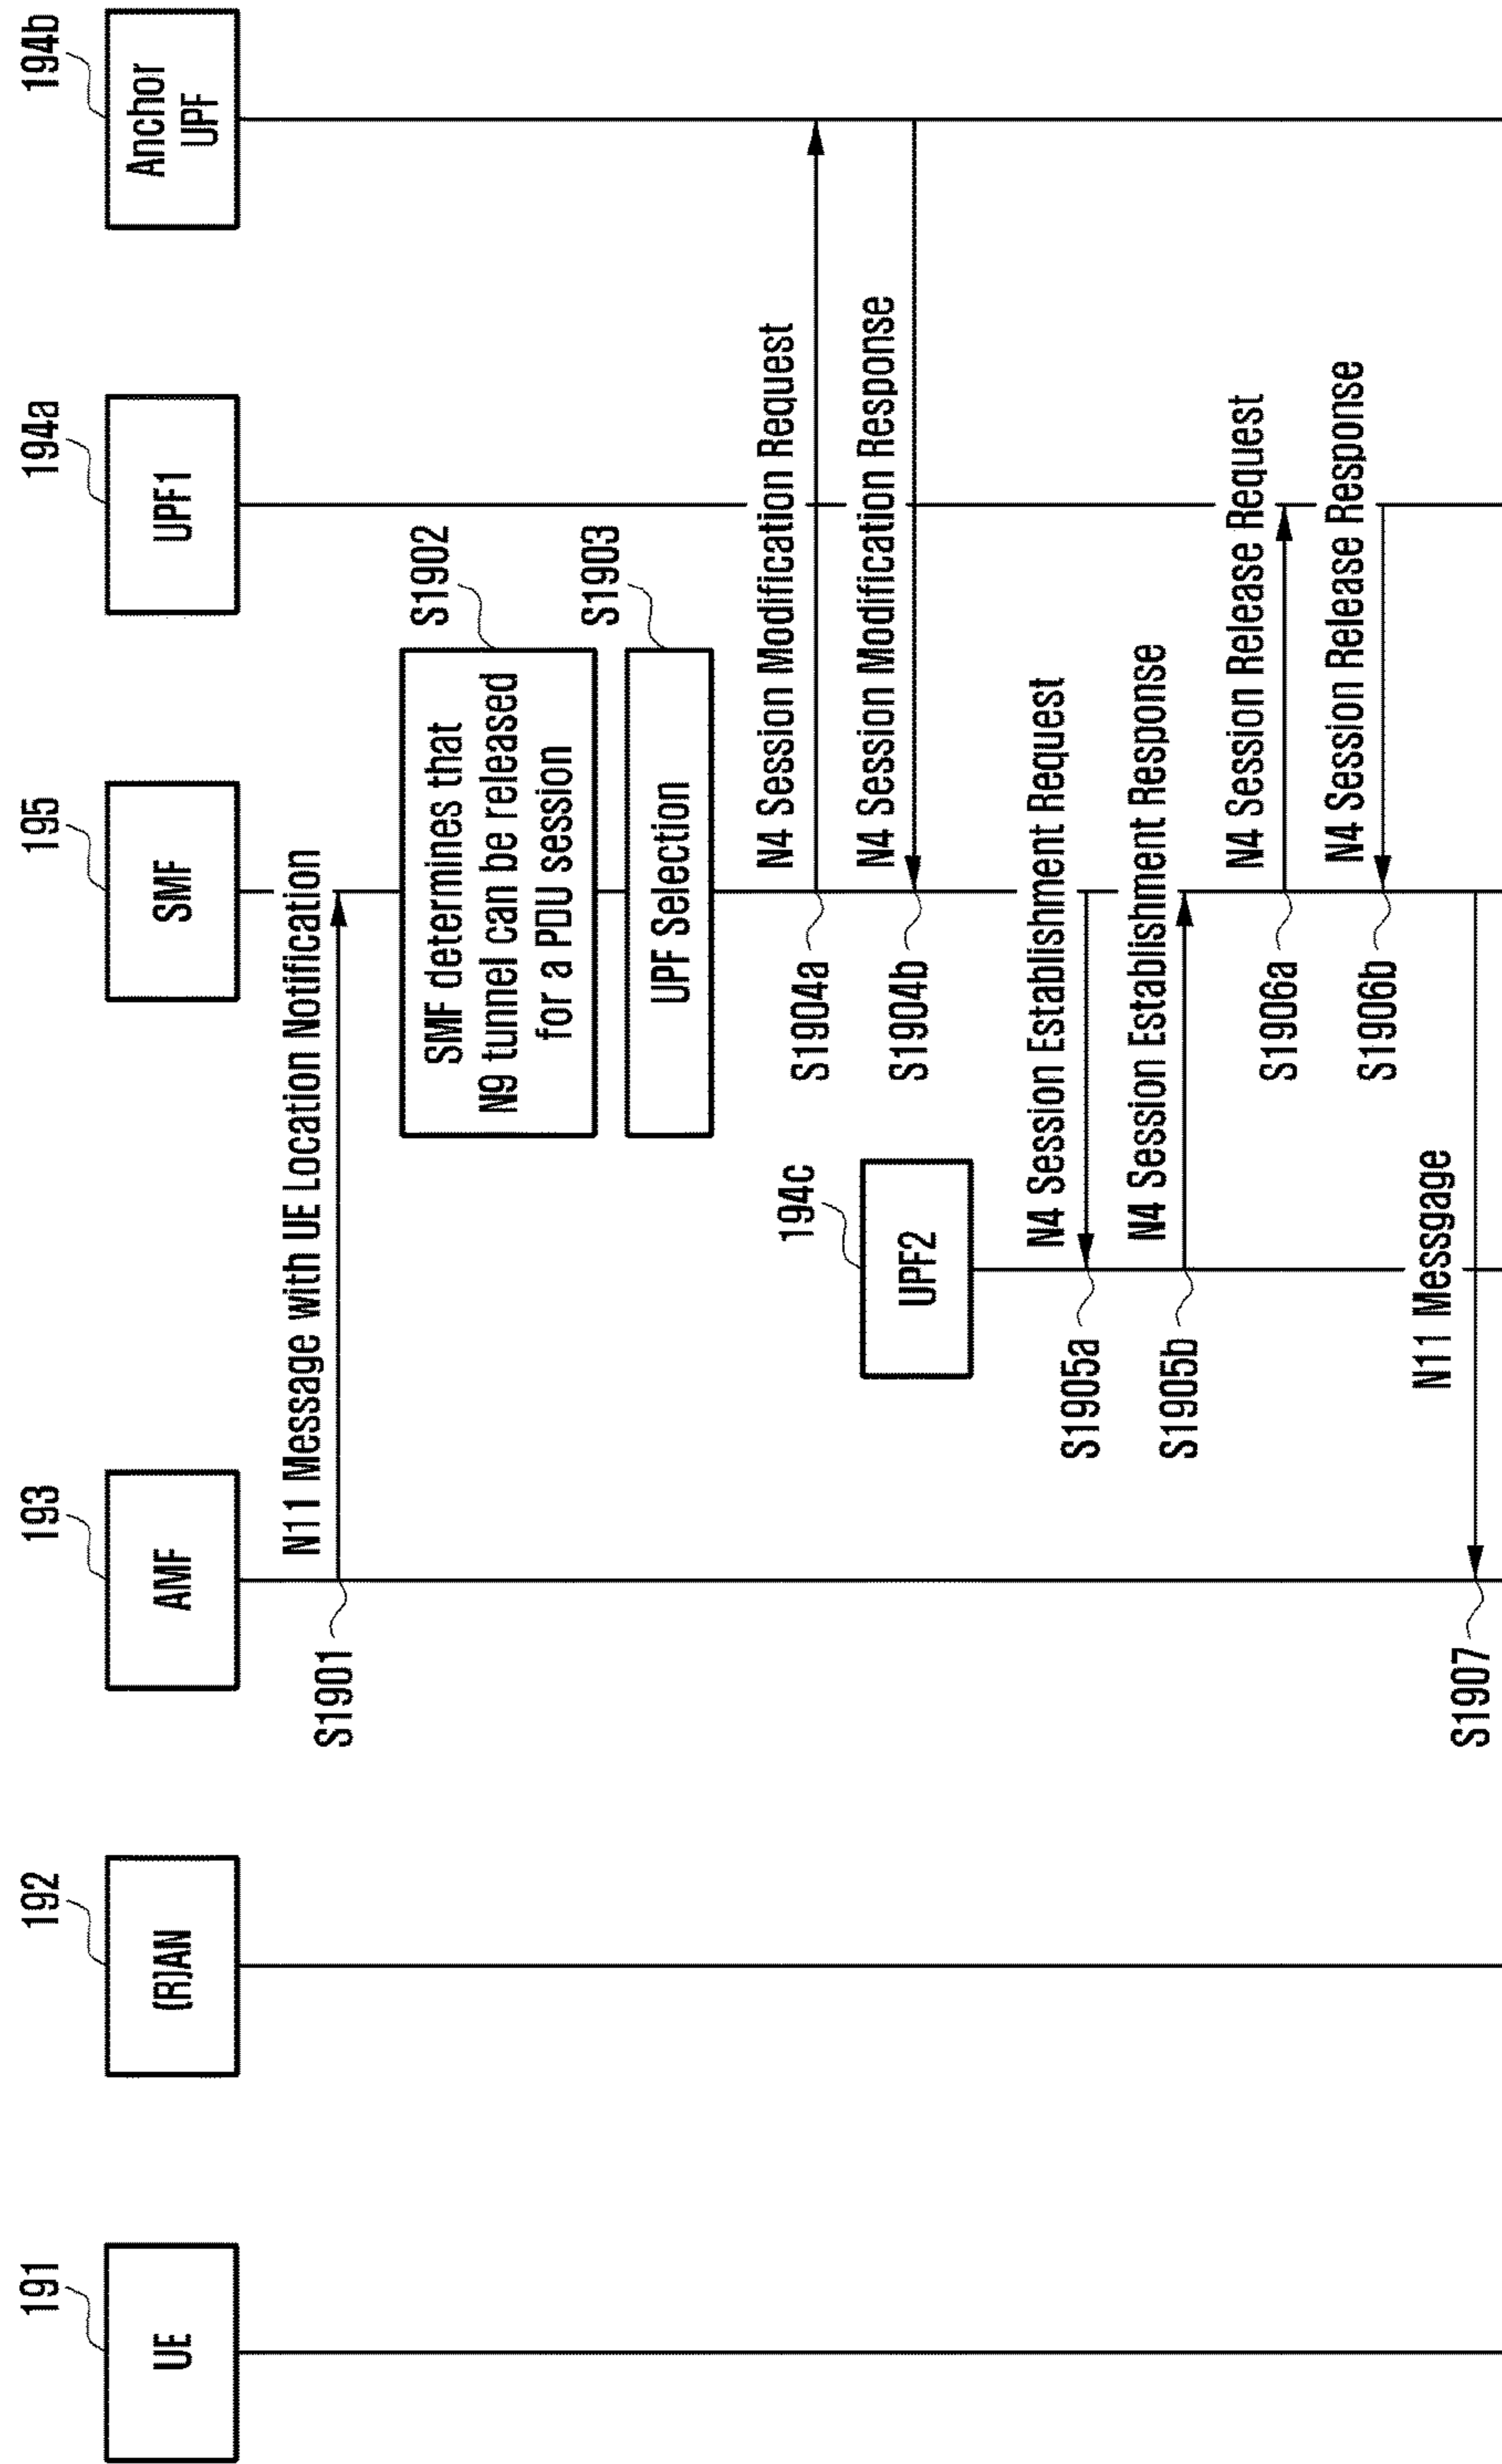 191
UE
192
(R)AN
193
AMF
195
SMF
194a
UPF1
194b
Anchor
UPF
N11 Message with UE Location Notification
S1901
SMF determines that
N9 tunnel can be released
for a PDU session
S1902
UPF Selection
S1903
N4 Session Modification Request
S1904a
N4 Session Modification Response
S1904b
194c
UPF2
N4 Session Establishment Request
S1905a
N4 Session Establishment Response
S1905b
N4 Session Release Request
S1906a
N4 Session Release Response
S1906b
N11 Messgage
S1907